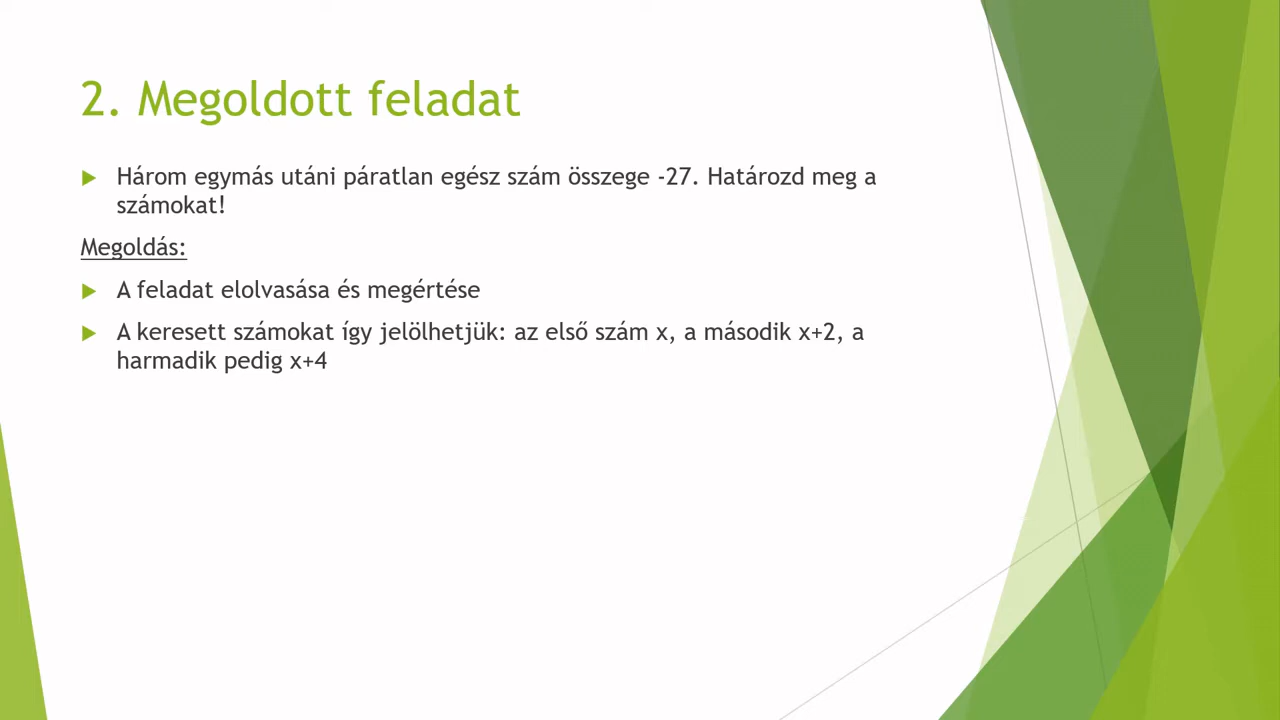 2. Megoldott feladat
Három egymás utáni páratlan egész szám összege -27. Határozd meg a
számokat!
Megoldás:
A feladat elolvasása és megértése
A keresett számokat így jelölhetjük: az első szám x, a második x+2, a
harmadik pedig x+4